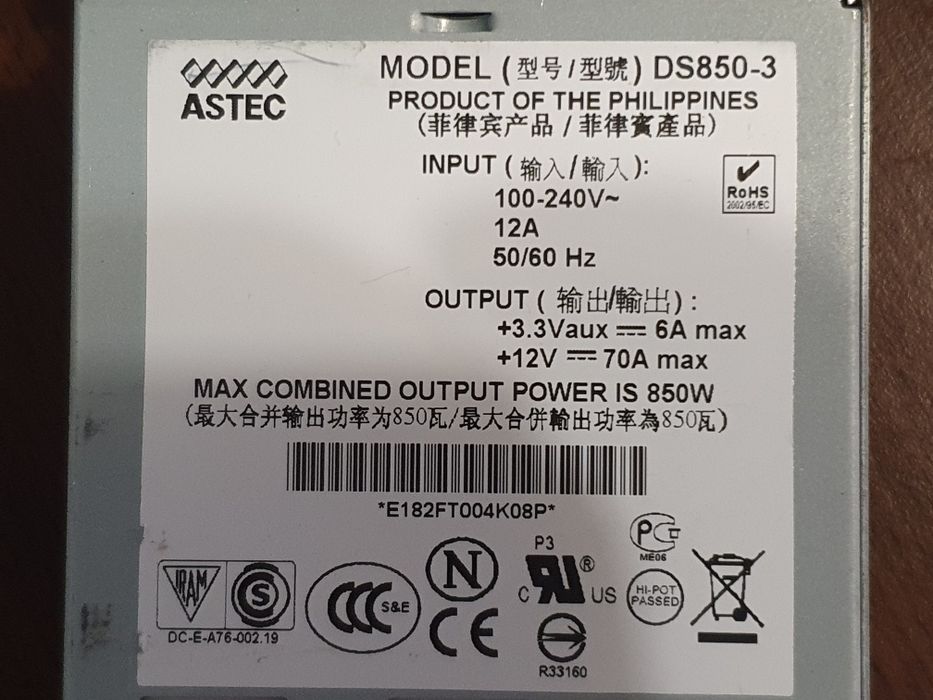 ASTEC
MODEL (型号/型號) DS850-3
PRODUCT OF THE PHILIPPINES
(菲律宾产品 / 菲律賓產品)
INPUT (输入/輸入):
100-240V~
12A
50/60 Hz
RoHS
2002/95/EC
OUTPUT (输出/輸出):
+3.3Vaux ⎓ 6A max
+12V ⎓ 70A max
MAX COMBINED OUTPUT POWER IS 850W
(最大合并输出功率为850瓦/最大合併輸出功率為850瓦)
*E182FT004K08P*
IRAM
S
DC-E-A76-002.19
CCC S&E
N
CE
P3
C RU ® US
R33160
PG
ME06
HI-POT
PASSED